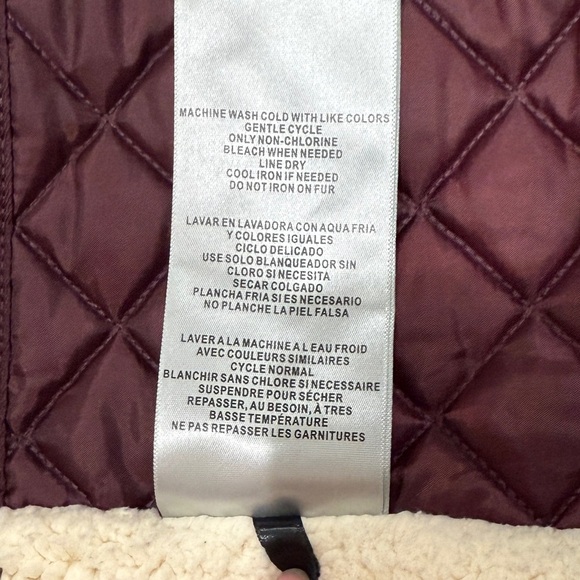 MACHINE WASH COLD WITH LIKE COLORS
GENTLE CYCLE
ONLY NON-CHLORINE
BLEACH WHEN NEEDED
LINE DRY
COOL IRON IF NEEDED
DO NOT IRON ON FUR
LAVAR EN LAVADORA CON AQUA FRIA
Y COLORES IGUALES
CICLO DELICADO
USE SOLO BLANQUEADOR SIN
CLORO SI NECESITA
SECAR COLGADO
PLANCHA FRIA SI ES NECESARIO
NO PLANCHE LA PIEL FALSA
LAVER A LA MACHINE A L EAU FROID
AVEC COULEURS SIMILAIRES
CYCLE NORMAL
BLANCHIR SANS CHLORE SI NECESSAIRE
SUSPENDRE POUR SÉCHER
REPASSER, AU BESOIN, À TRES
BASSE TEMPÉRATURE
NE PAS REPASSER LES GARNITURES